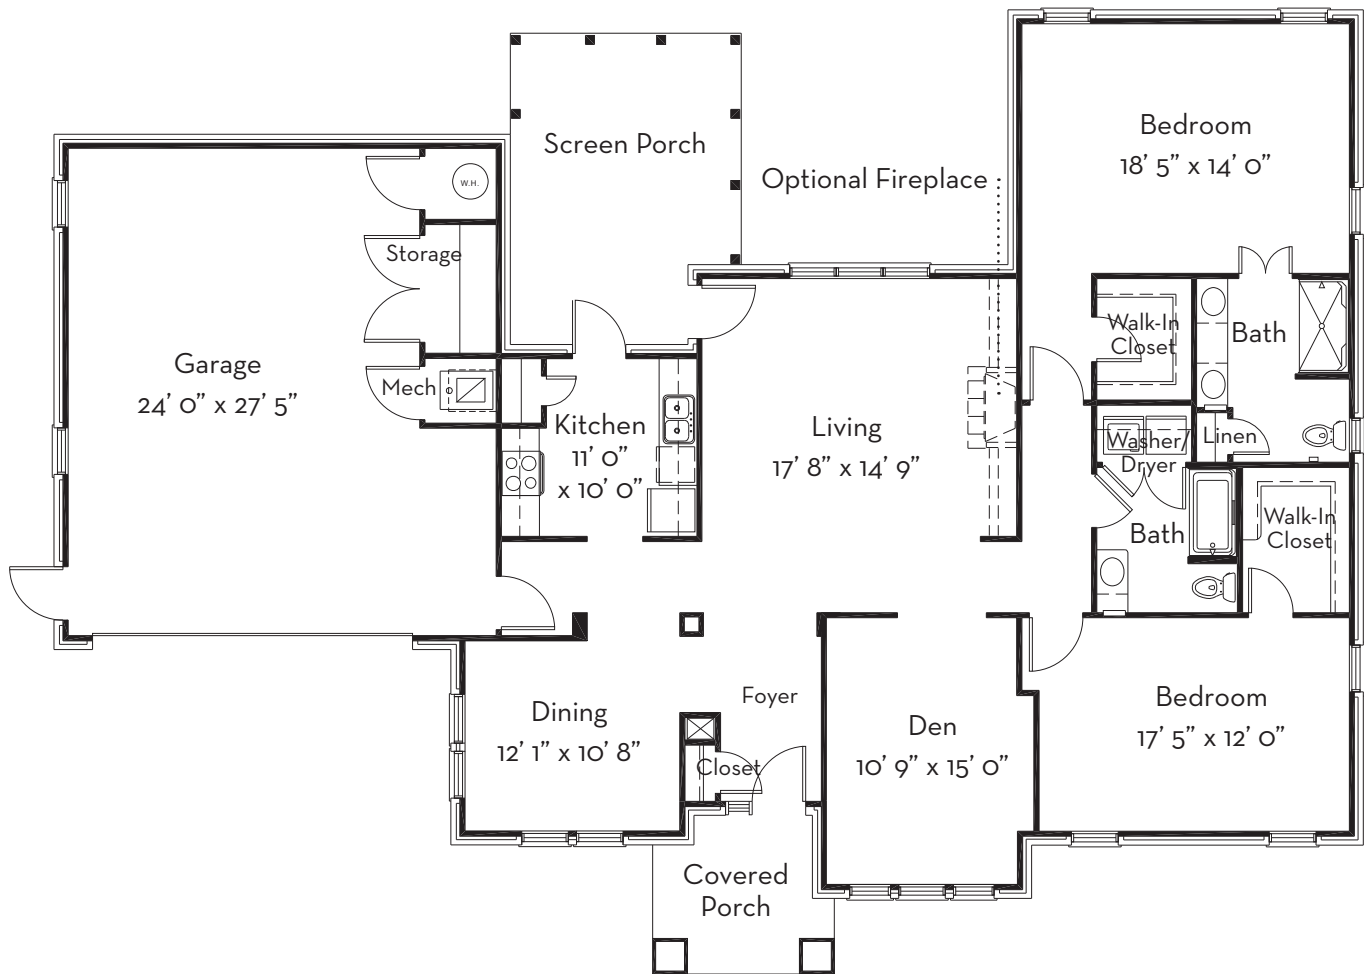 Bedroom
18’ 5” x 14’ 0”
Screen Porch
Optional Fireplace
W.H.
Storage
Walk-In
Closet
Bath
Garage
24’ 0” x 27’ 5”
Mech
Kitchen
11’ 0”
x 10’ 0”
Living
17’ 8” x 14’ 9”
Washer/
Dryer
Linen
Bath
Walk-In
Closet
Dining
12’ 1” x 10’ 8”
Foyer
Closet
Den
10’ 9” x 15’ 0”
Bedroom
17’ 5” x 12’ 0”
Covered
Porch